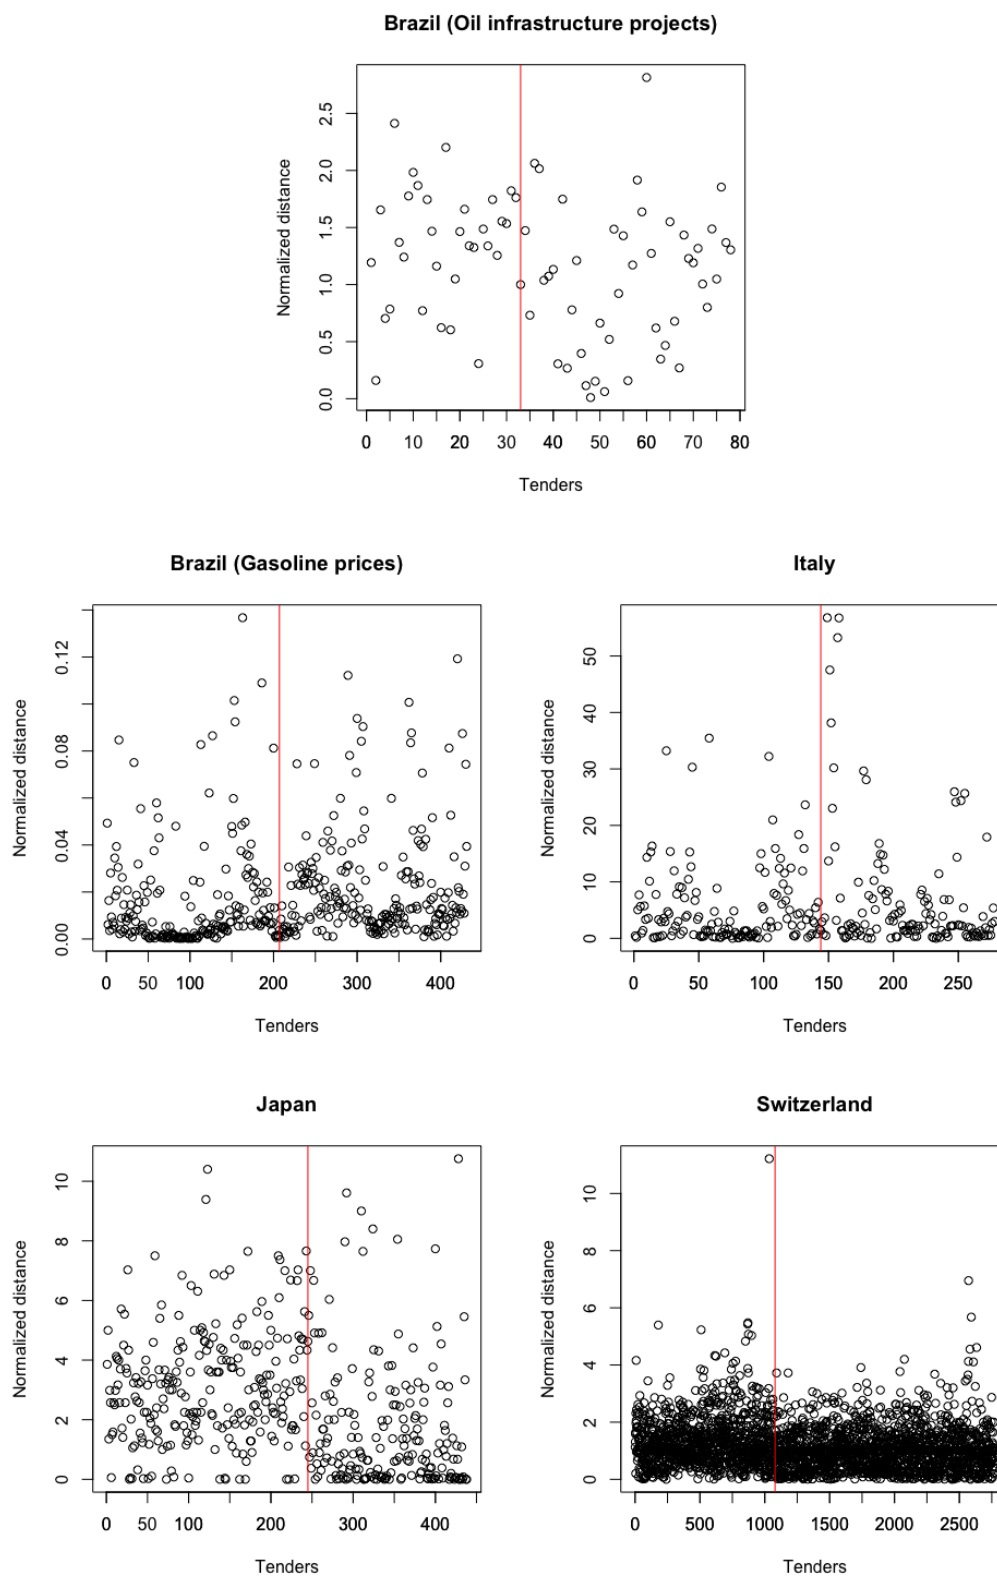 Brazil (Oil infrastructure projects)
Normalized distance
0.0 0.5 1.0 1.5 2.0 2.5
0 10 20 30 40 50 60 70 80
Tenders
Brazil (Gasoline prices)
Normalized distance
0.00 0.04 0.08 0.12
0 50 100 200 300 400
Tenders
Italy
Normalized distance
0 10 20 30 40 50
0 50 100 150 200 250
Tenders
Japan
Normalized distance
0 2 4 6 8 10
0 50 100 200 300 400
Tenders
Switzerland
Normalized distance
0 2 4 6 8 10
0 500 1000 1500 2000 2500
Tenders